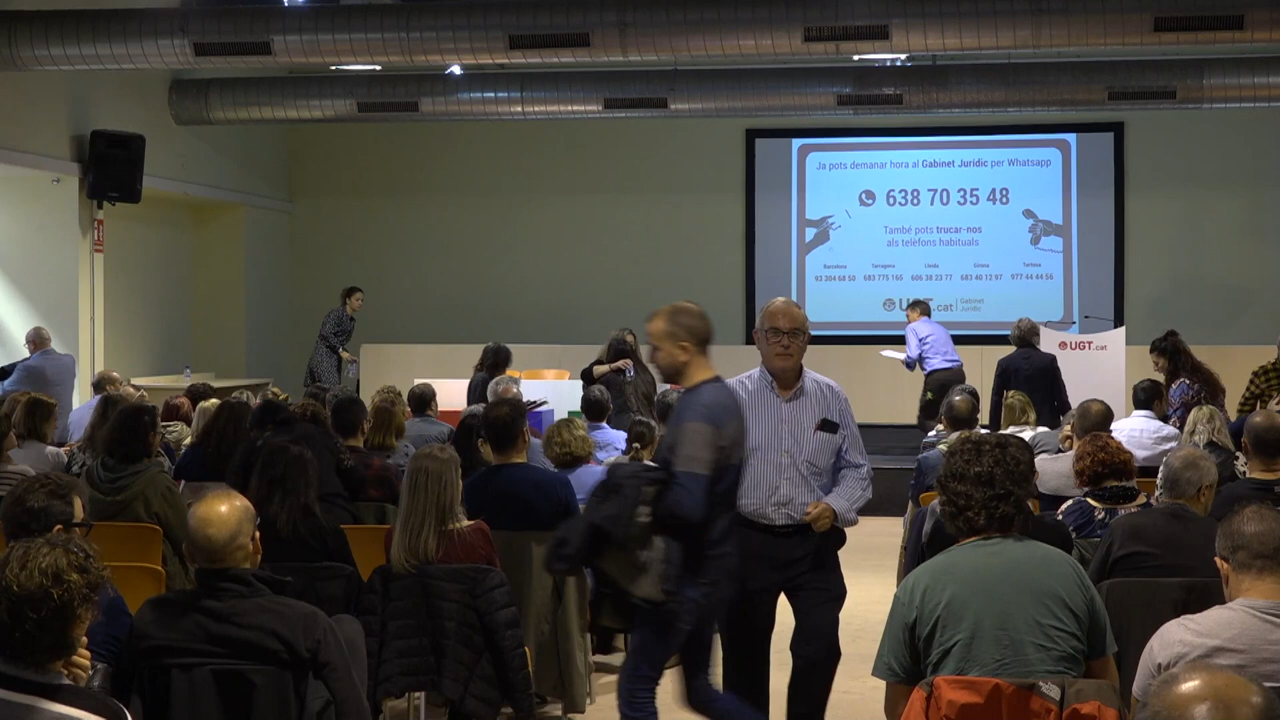 Ja pots demanar hora al Gabinet Jurídic per Whatsapp
638 70 35 48
També pots trucar-nos
als telèfons habituals
Barcelona Tarragona Lleida Girona Tortosa
93 304 68 50 683 775 165 606 38 23 77 683 40 12 97 977 44 44 56
UGT.cat Gabinet
Jurídic
UGT.cat